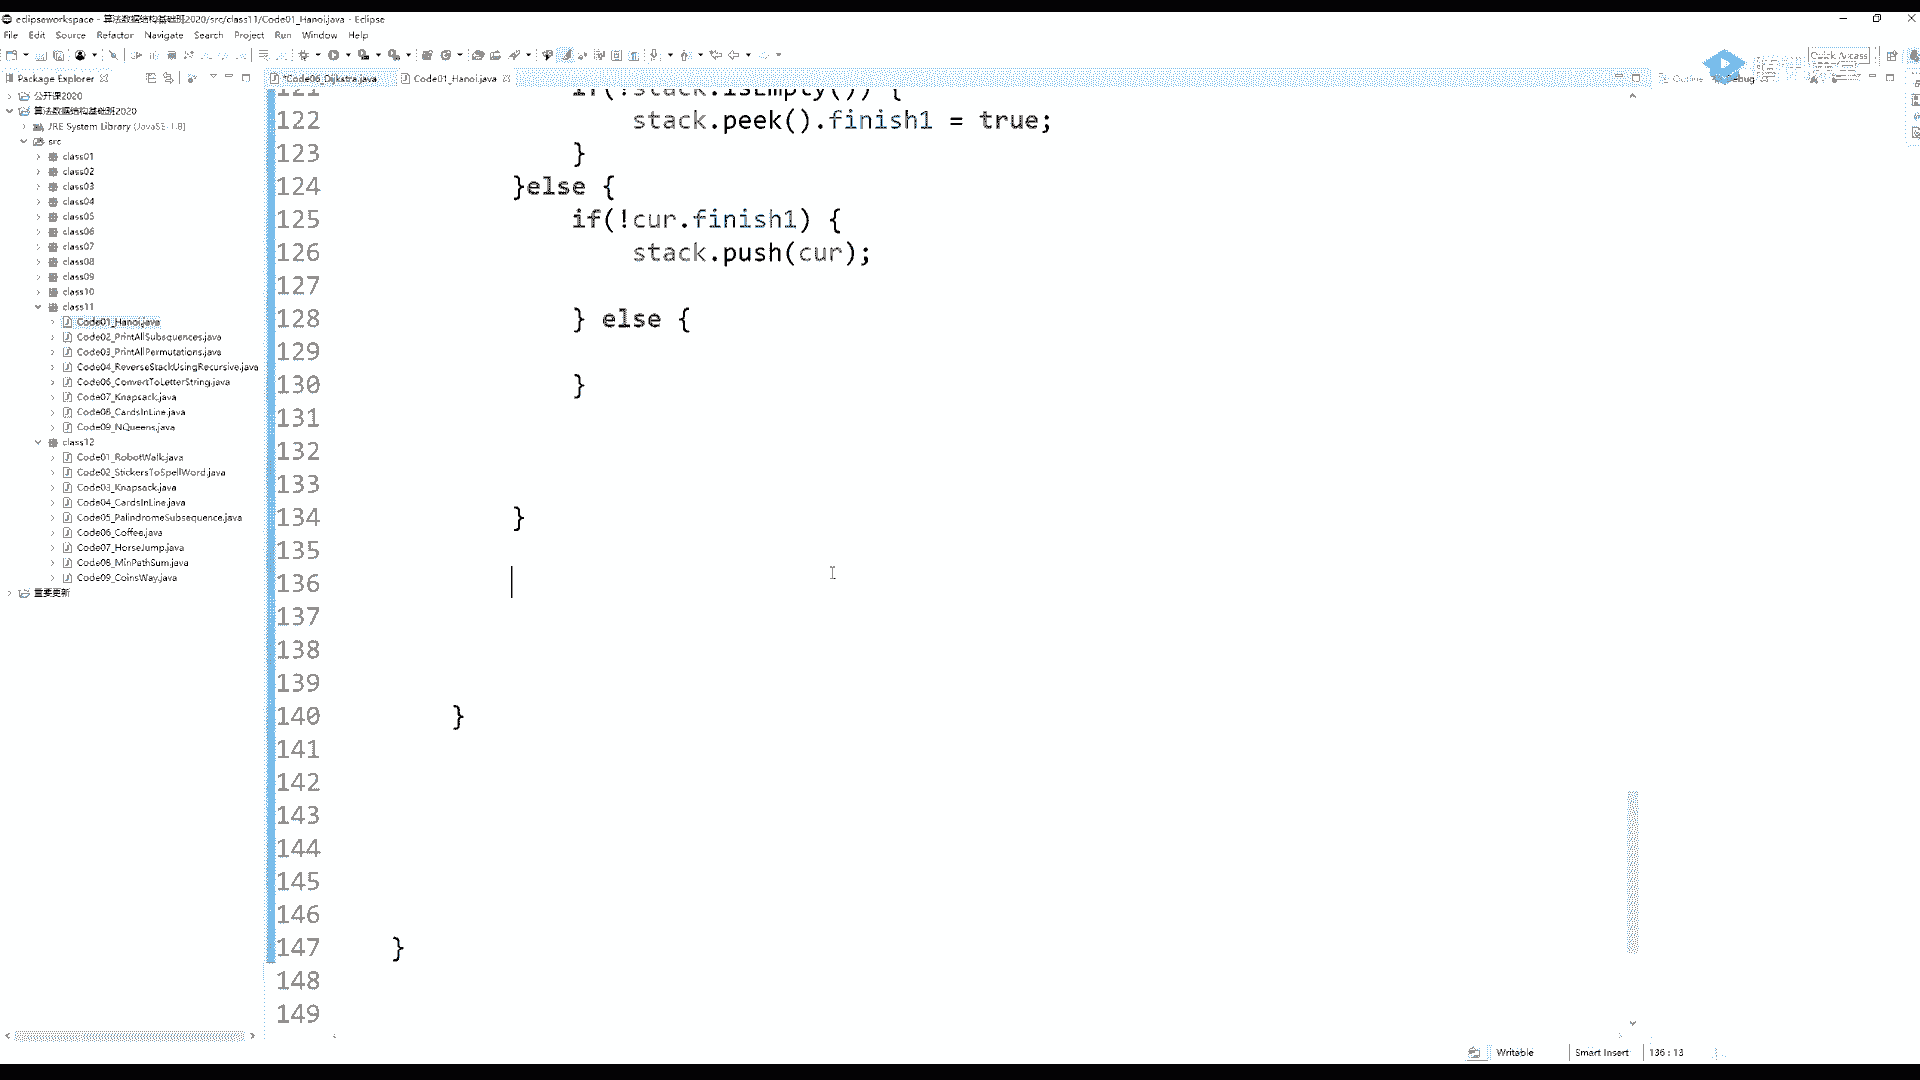 eclipseworkspace - 算法数据结构基础班2020/src/class11/Code01_Hanoi.java - Eclipse
File Edit Source Refactor Navigate Search Project Run Window Help
Quick Access
Package Explorer
*Code06_Dijkstra.java Code01_Hanoi.java
Outline Debug
公开课2020
算法数据结构基础班2020
JRE System Library (JavaSE-1.8)
src
class01
class02
class03
class04
class05
class06
class07
class08
class09
class10
class11
Code01_Hanoi.java
Code02_PrintAllSubsquences.java
Code03_PrintAllPermutations.java
Code04_ReverseStackUsingRecursive.java
Code06_ConvertToLetterString.java
Code07_Knapsack.java
Code08_CardsInLine.java
Code09_NQueens.java
class12
Code01_RobotWalk.java
Code02_StickersToSpellWord.java
Code03_Knapsack.java
Code04_CardsInLine.java
Code05_PalindromeSubsequence.java
Code06_Coffee.java
Code07_HorseJump.java
Code08_MinPathSum.java
Code09_CoinsWay.java
重要更新
121 if(!stack.isEmpty()) {
122 stack.peek().finish1 = true;
123 }
124 }else {
125 if(!cur.finish1) {
126 stack.push(cur);
127
128 } else {
129
130 }
131
132
133
134 }
135
136
137
138
139
140 }
141
142
143
144
145
146
147 }
148
149
Writable Smart Insert 136 : 13